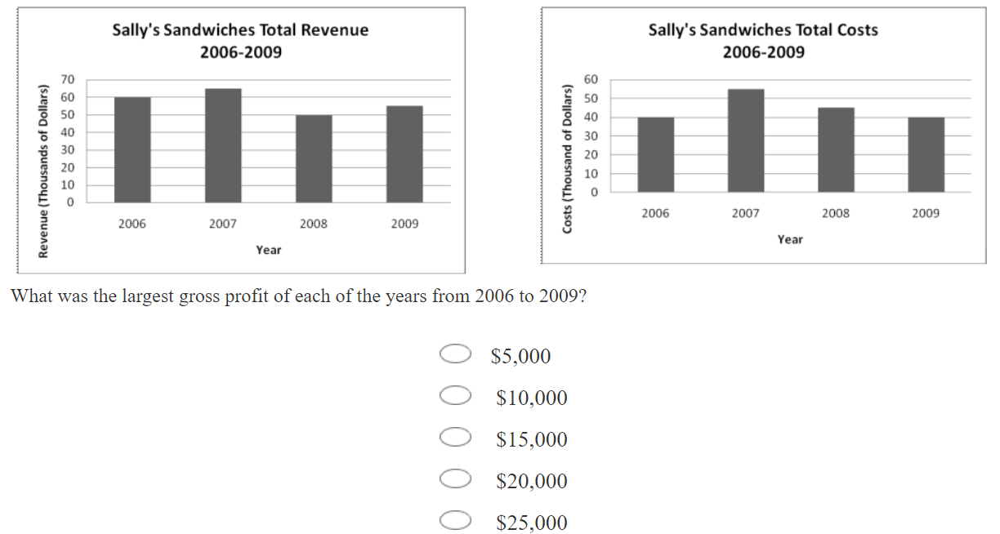 Sally's Sandwiches Total Revenue
2006-2009
Revenue (Thousands of Dollars)
70
60
50
40
30
20
10
0
2006 2007 2008 2009
Year
Sally's Sandwiches Total Costs
2006-2009
Costs (Thousand of Dollars)
60
50
40
30
20
10
0
2006 2007 2008 2009
Year
What was the largest gross profit of each of the years from 2006 to 2009?
$5,000
$10,000
$15,000
$20,000
$25,000